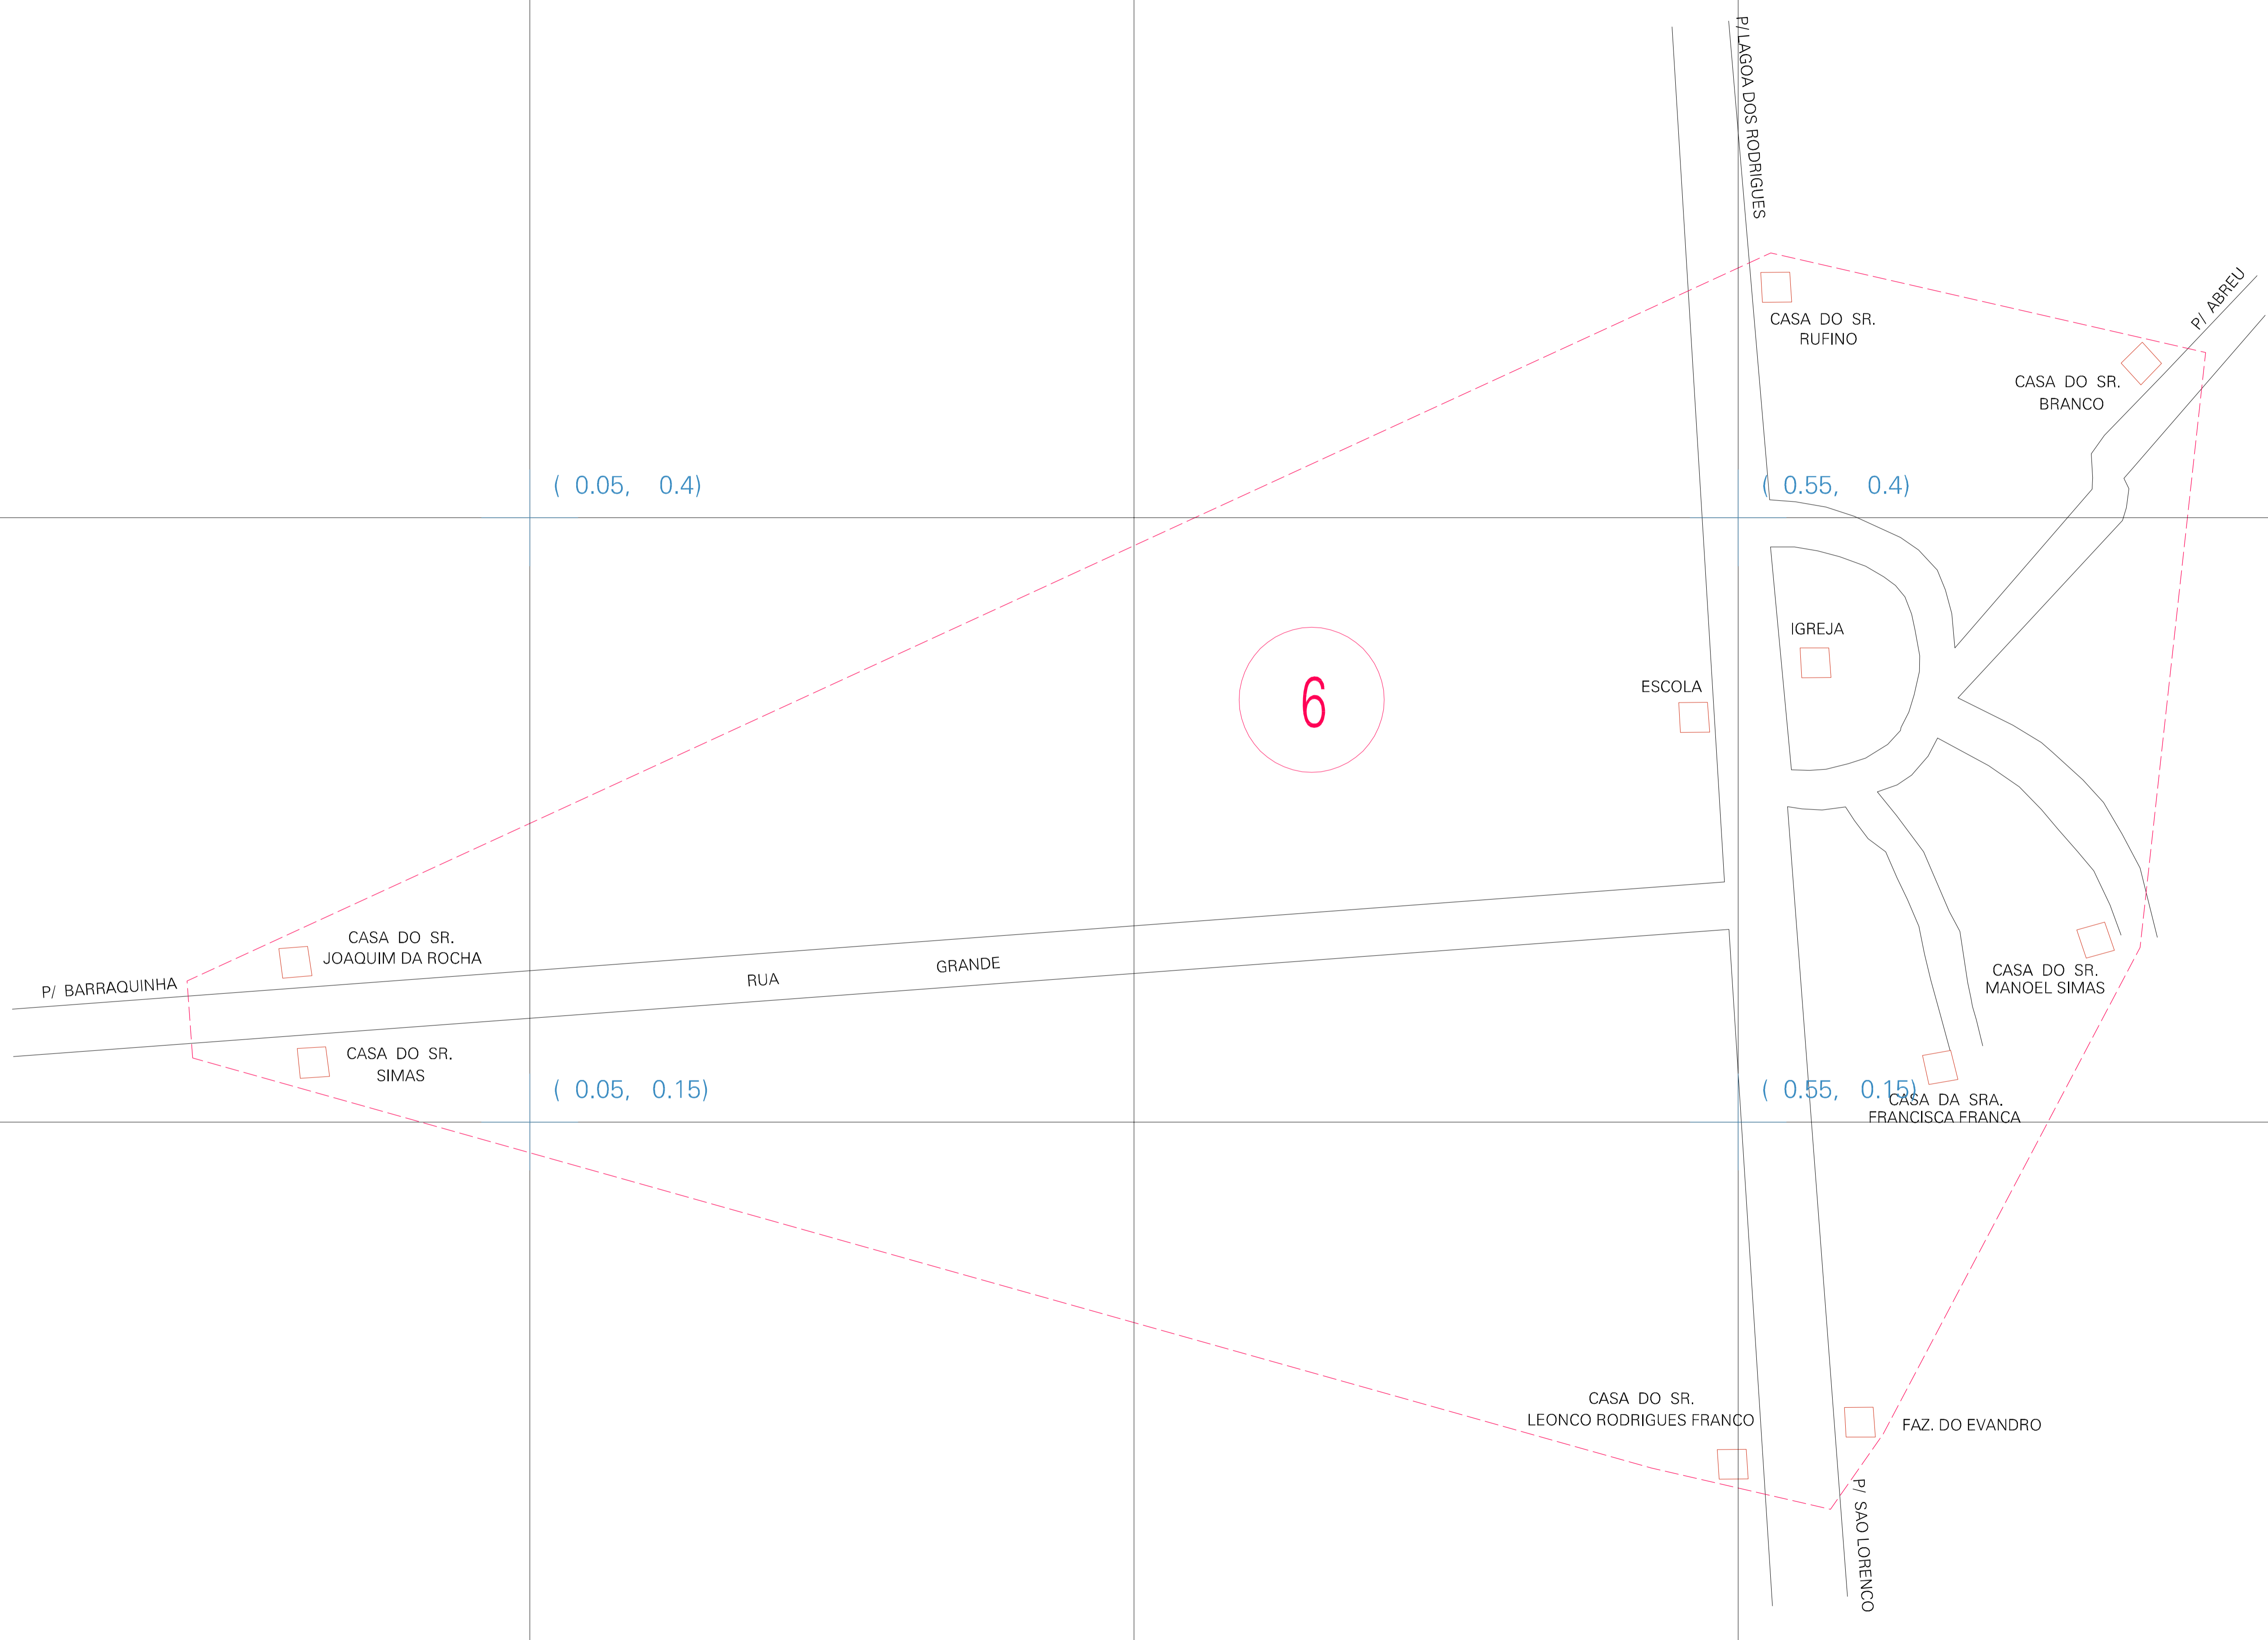 P/ LAGOA DOS RODRIGUES
P/ ABREU
CASA DO SR.
RUFINO
CASA DO SR.
BRANCO
( 0.05, 0.4)
( 0.55, 0.4)
IGREJA
ESCOLA
6
CASA DO SR.
JOAQUIM DA ROCHA
P/ BARRAQUINHA
RUA GRANDE
CASA DO SR.
MANOEL SIMAS
CASA DO SR.
SIMAS
( 0.05, 0.15)
( 0.55, 0.15)
CASA DA SRA.
FRANCISCA FRANCA
CASA DO SR.
LEONCO RODRIGUES FRANCO
FAZ. DO EVANDRO
P/ SAO LORENCO